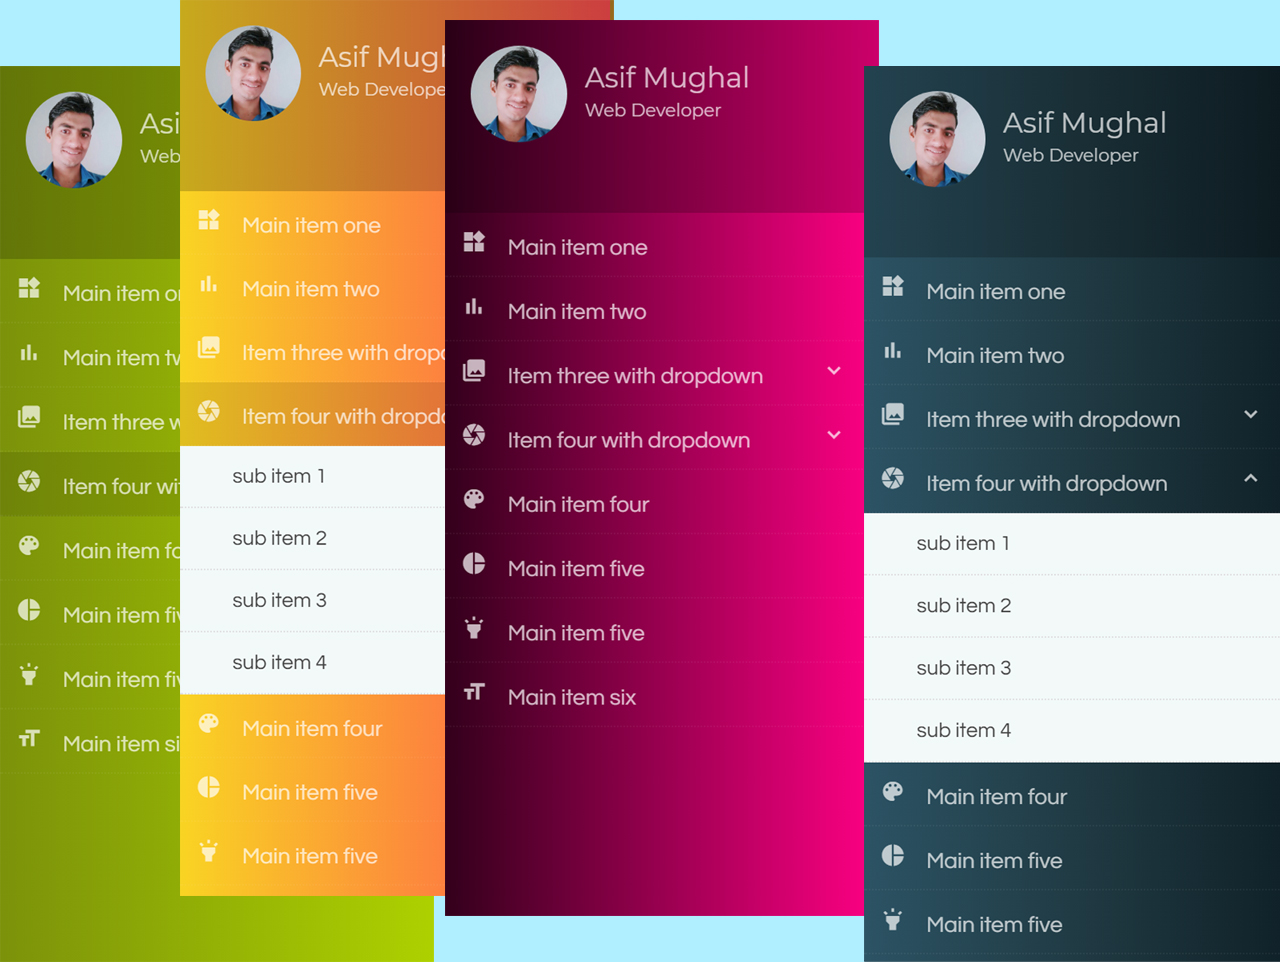 Asi
Web
Main item o
Main item tv
Item three w
Item four wi
Main item fo
Main item fiv
Main item fiv
Main item si
Asif Mugh
Web Develope
Main item one
Main item two
Item three with dropd
Item four with dropdo
sub item 1
sub item 2
sub item 3
sub item 4
Main item four
Main item five
Main item five
Asif Mughal
Web Developer
Main item one
Main item two
Item three with dropdown
Item four with dropdown
Main item four
Main item five
Main item five
Main item six
Asif Mughal
Web Developer
Main item one
Main item two
Item three with dropdown
Item four with dropdown
sub item 1
sub item 2
sub item 3
sub item 4
Main item four
Main item five
Main item five